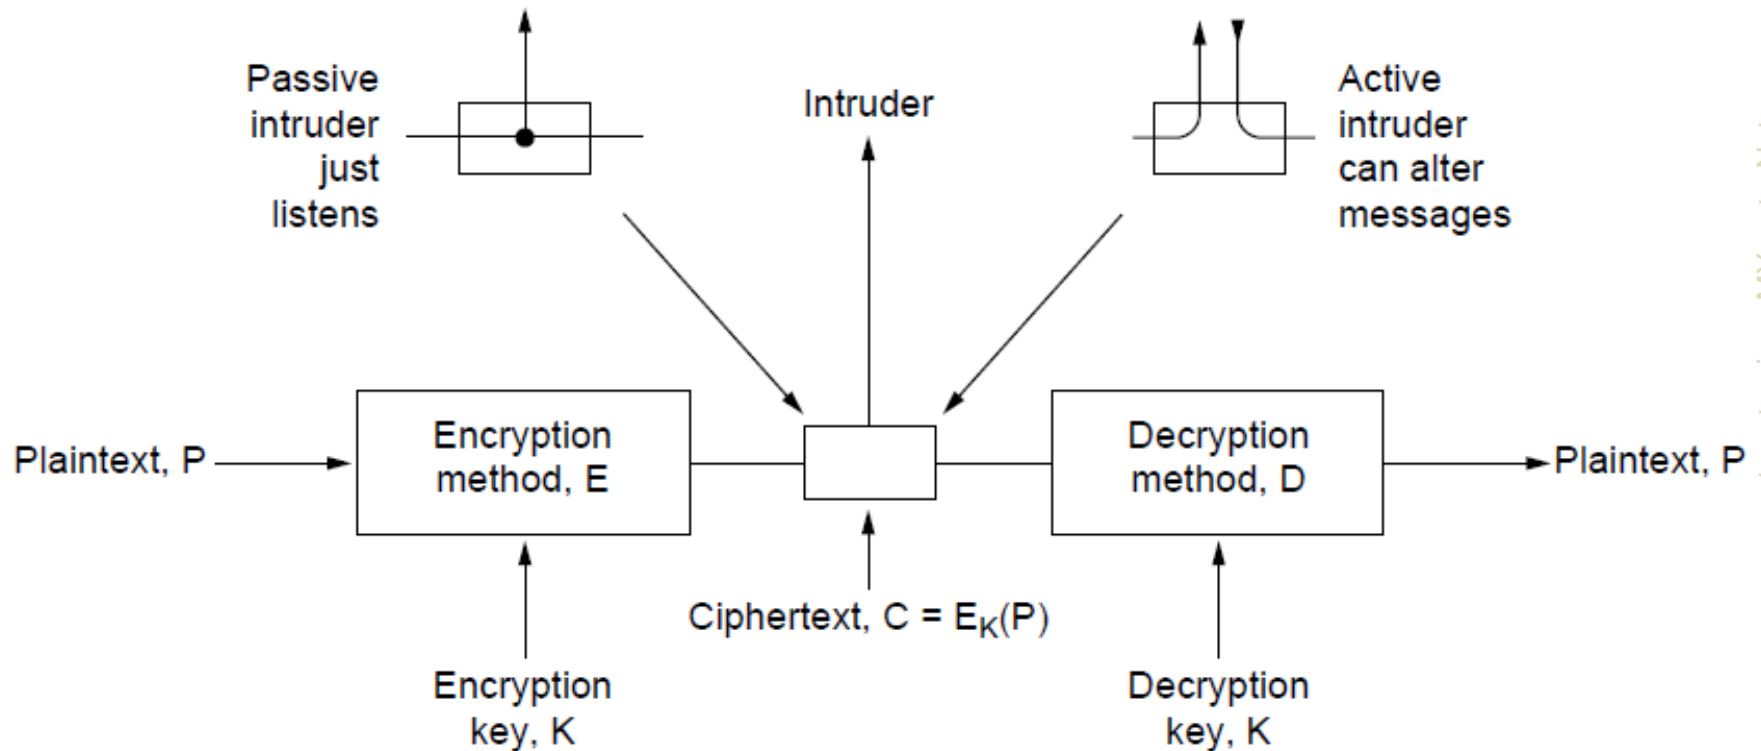 Passive
intruder
just
listens
Intruder
Active
intruder
can alter
messages
Plaintext, P
Encryption
method, E
Decryption
method, D
Plaintext, P
Ciphertext, C = E_K(P)
Encryption
key, K
Decryption
key, K